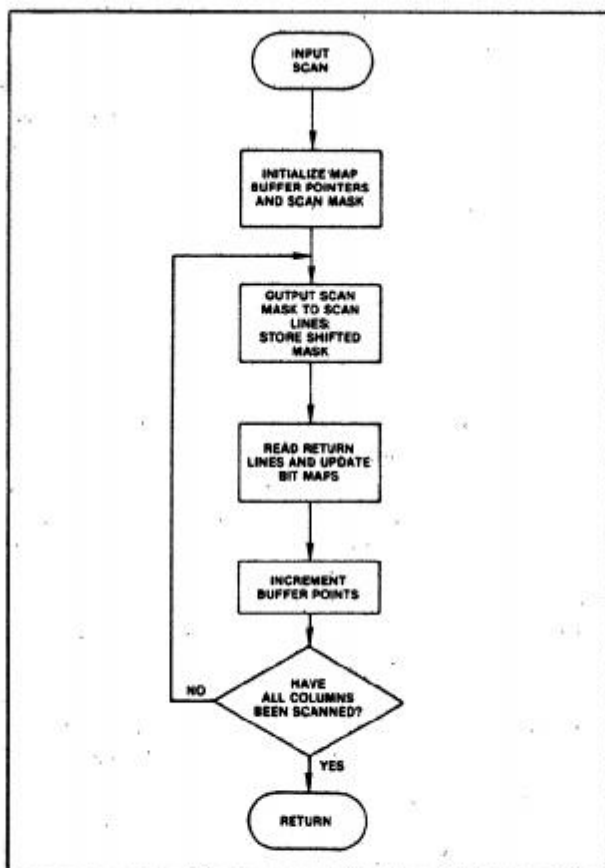 INPUT
SCAN
INITIALIZE MAP
BUFFER POINTERS
AND SCAN MASK
OUTPUT SCAN
MASK TO SCAN
LINES:
STORE SHIFTED
MASK
READ RETURN
LINES AND UPDATE
BIT MAPS
INCREMENT
BUFFER POINTS
HAVE
ALL COLUMNS
BEEN SCANNED?
NO
YES
RETURN